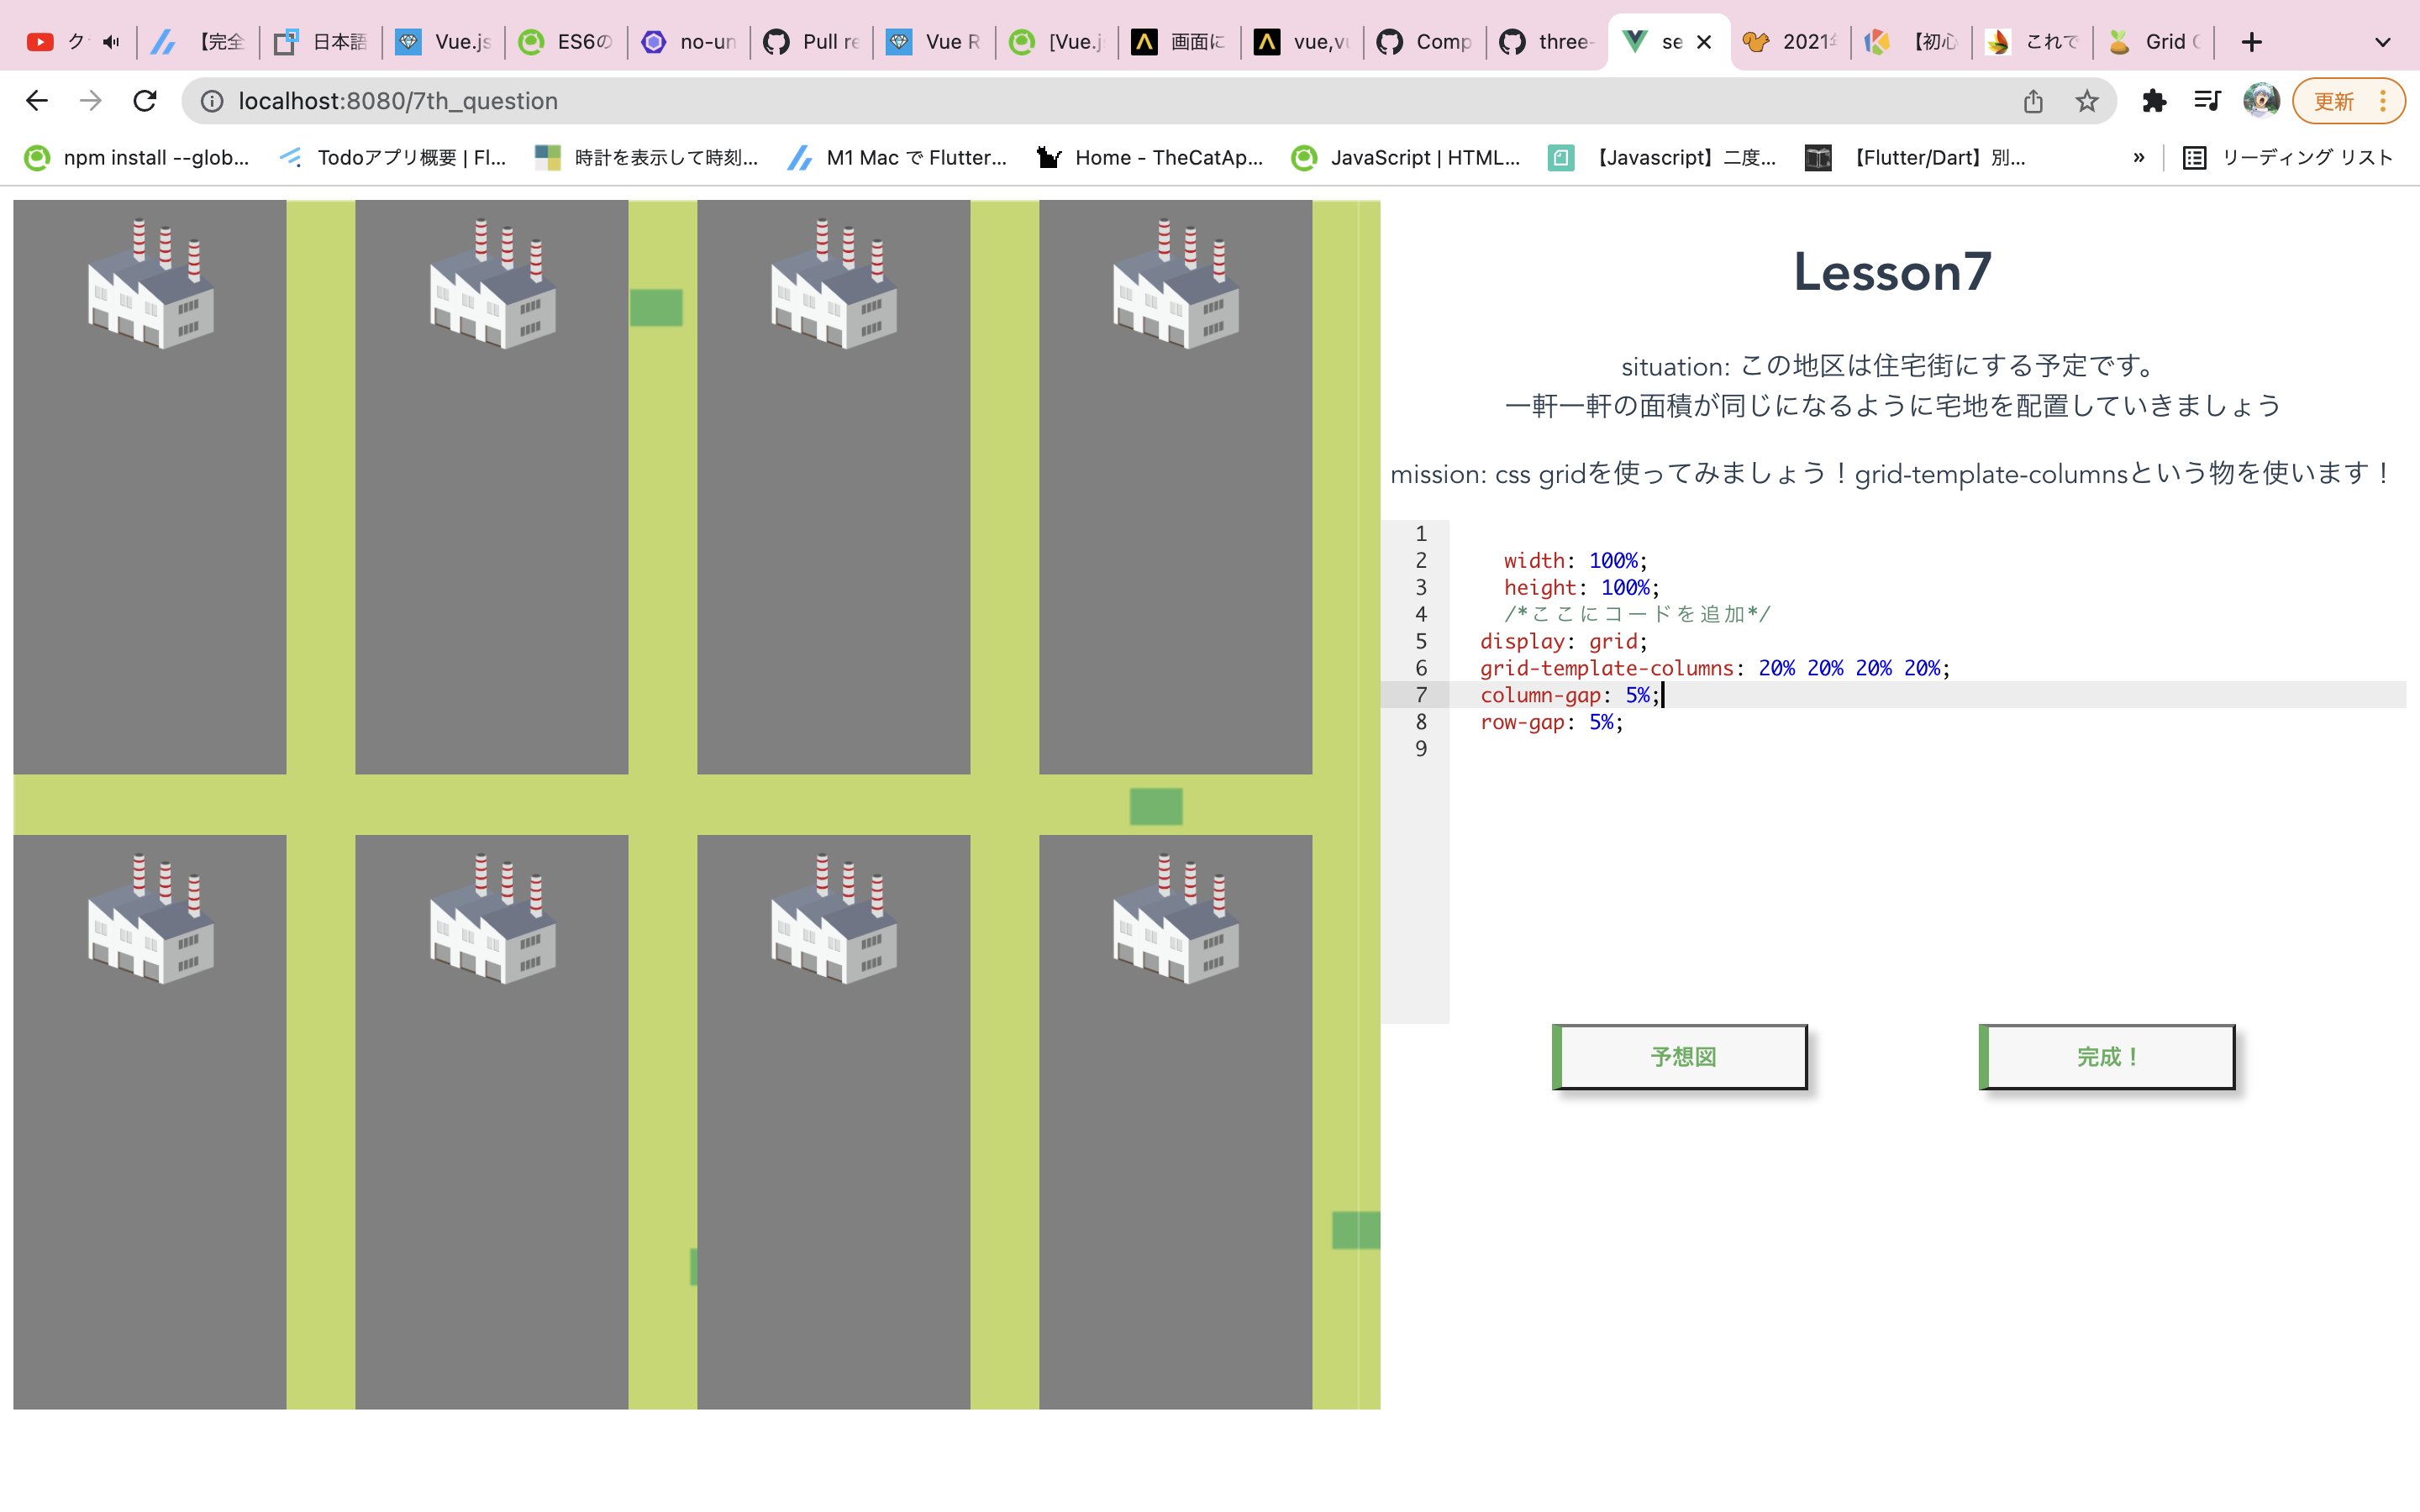 ク
【完全
日本語
Vue.js
ES6の
no-un
Pull re
Vue R
[Vue.j
画面に
vue,vu
Comp
three-
se
2021年
【初心
これで
Grid
localhost:8080/7th_question
更新
npm install --glob...
Todoアプリ概要 | Fl...
時計を表示して時刻...
M1 Mac で Flutter...
Home - TheCatAp...
JavaScript | HTML...
【Javascript】二度...
【Flutter/Dart】別...
»
リーディング リスト
Lesson7
situation: この地区は住宅街にする予定です。
一軒一軒の面積が同じになるように宅地を配置していきましょう
mission: css gridを使ってみましょう！grid-template-columnsという物を使います！
1
2 width: 100%;
3 height: 100%;
4 /*ここにコードを追加*/
5 display: grid;
6 grid-template-columns: 20% 20% 20% 20%;
7 column-gap: 5%;
8 row-gap: 5%;
9
予想図
完成！